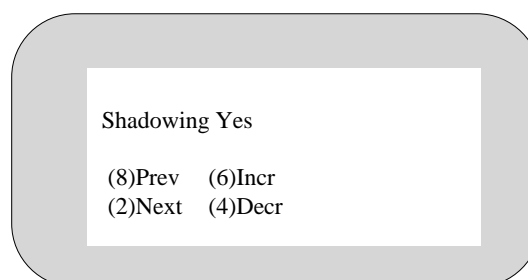 Shadowing Yes
(8)Prev (6)Incr
(2)Next (4)Decr